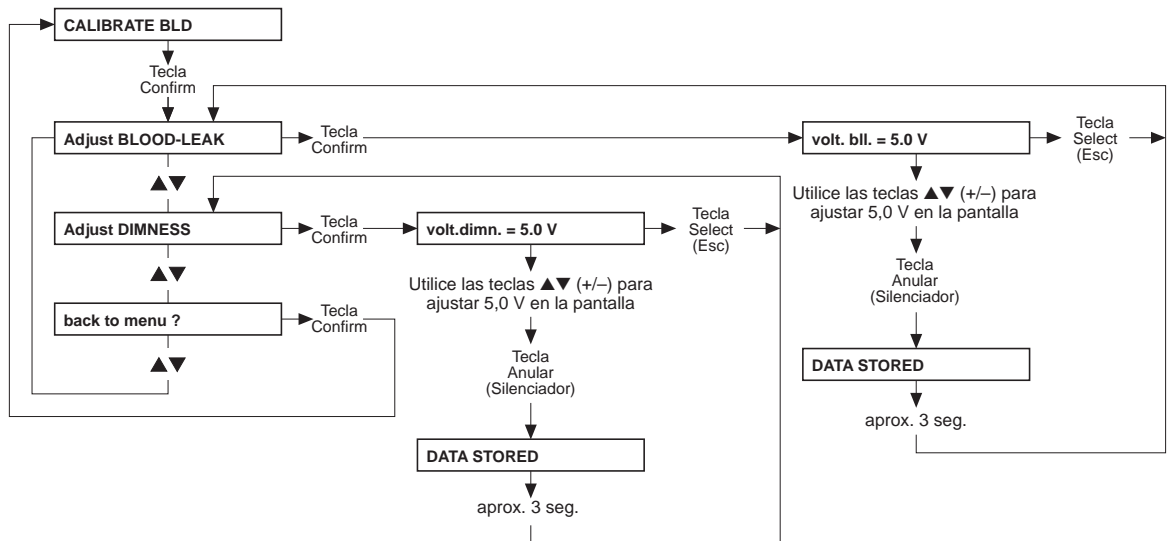 CALIBRATE BLD
Tecla
Confirm
Adjust BLOOD-LEAK
Tecla
Confirm
volt. bll. = 5.0 V
Tecla
Select
(Esc)
▲▼
Utilice las teclas ▲▼ (+/–) para
ajustar 5,0 V en la pantalla
Tecla
Anular
(Silenciador)
DATA STORED
aprox. 3 seg.
Adjust DIMNESS
Tecla
Confirm
volt.dimn. = 5.0 V
Tecla
Select
(Esc)
▲▼
Utilice las teclas ▲▼ (+/–) para
ajustar 5,0 V en la pantalla
Tecla
Anular
(Silenciador)
DATA STORED
aprox. 3 seg.
back to menu ?
Tecla
Confirm
▲▼